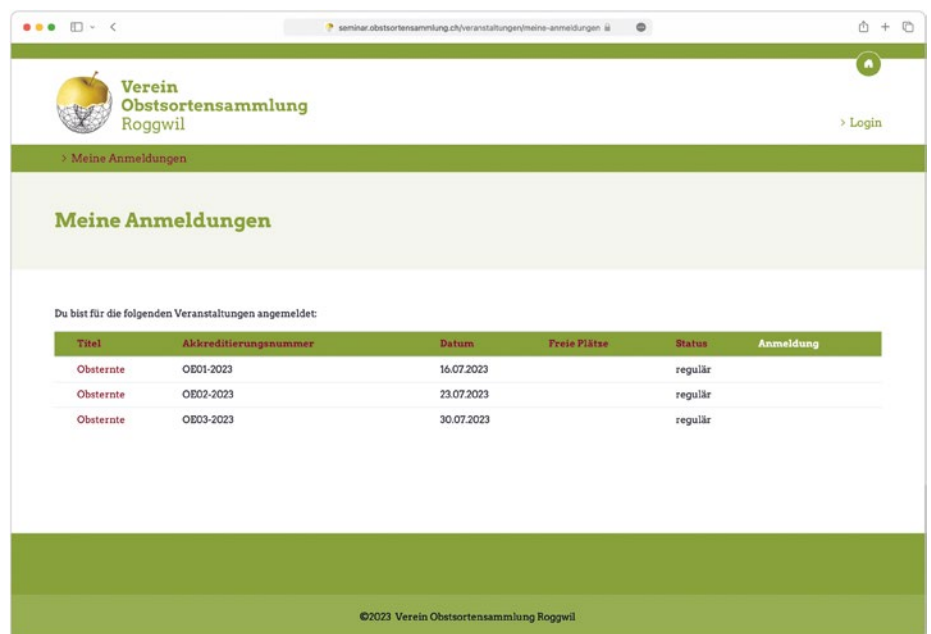 seminar.obstsortensammlung.ch/veranstaltungen/meine-anmeldungen
Verein
Obstsortensammlung
Roggwil
> Login
> Meine Anmeldungen
Meine Anmeldungen
Du bist für die folgenden Veranstaltungen angemeldet:
Titel Akkreditierungsnummer Datum Freie Plätze Status Anmeldung
Obsternte OE01-2023 16.07.2023 regulär
Obsternte OE02-2023 23.07.2023 regulär
Obsternte OE03-2023 30.07.2023 regulär
©2023 Verein Obstsortensammlung Roggwil